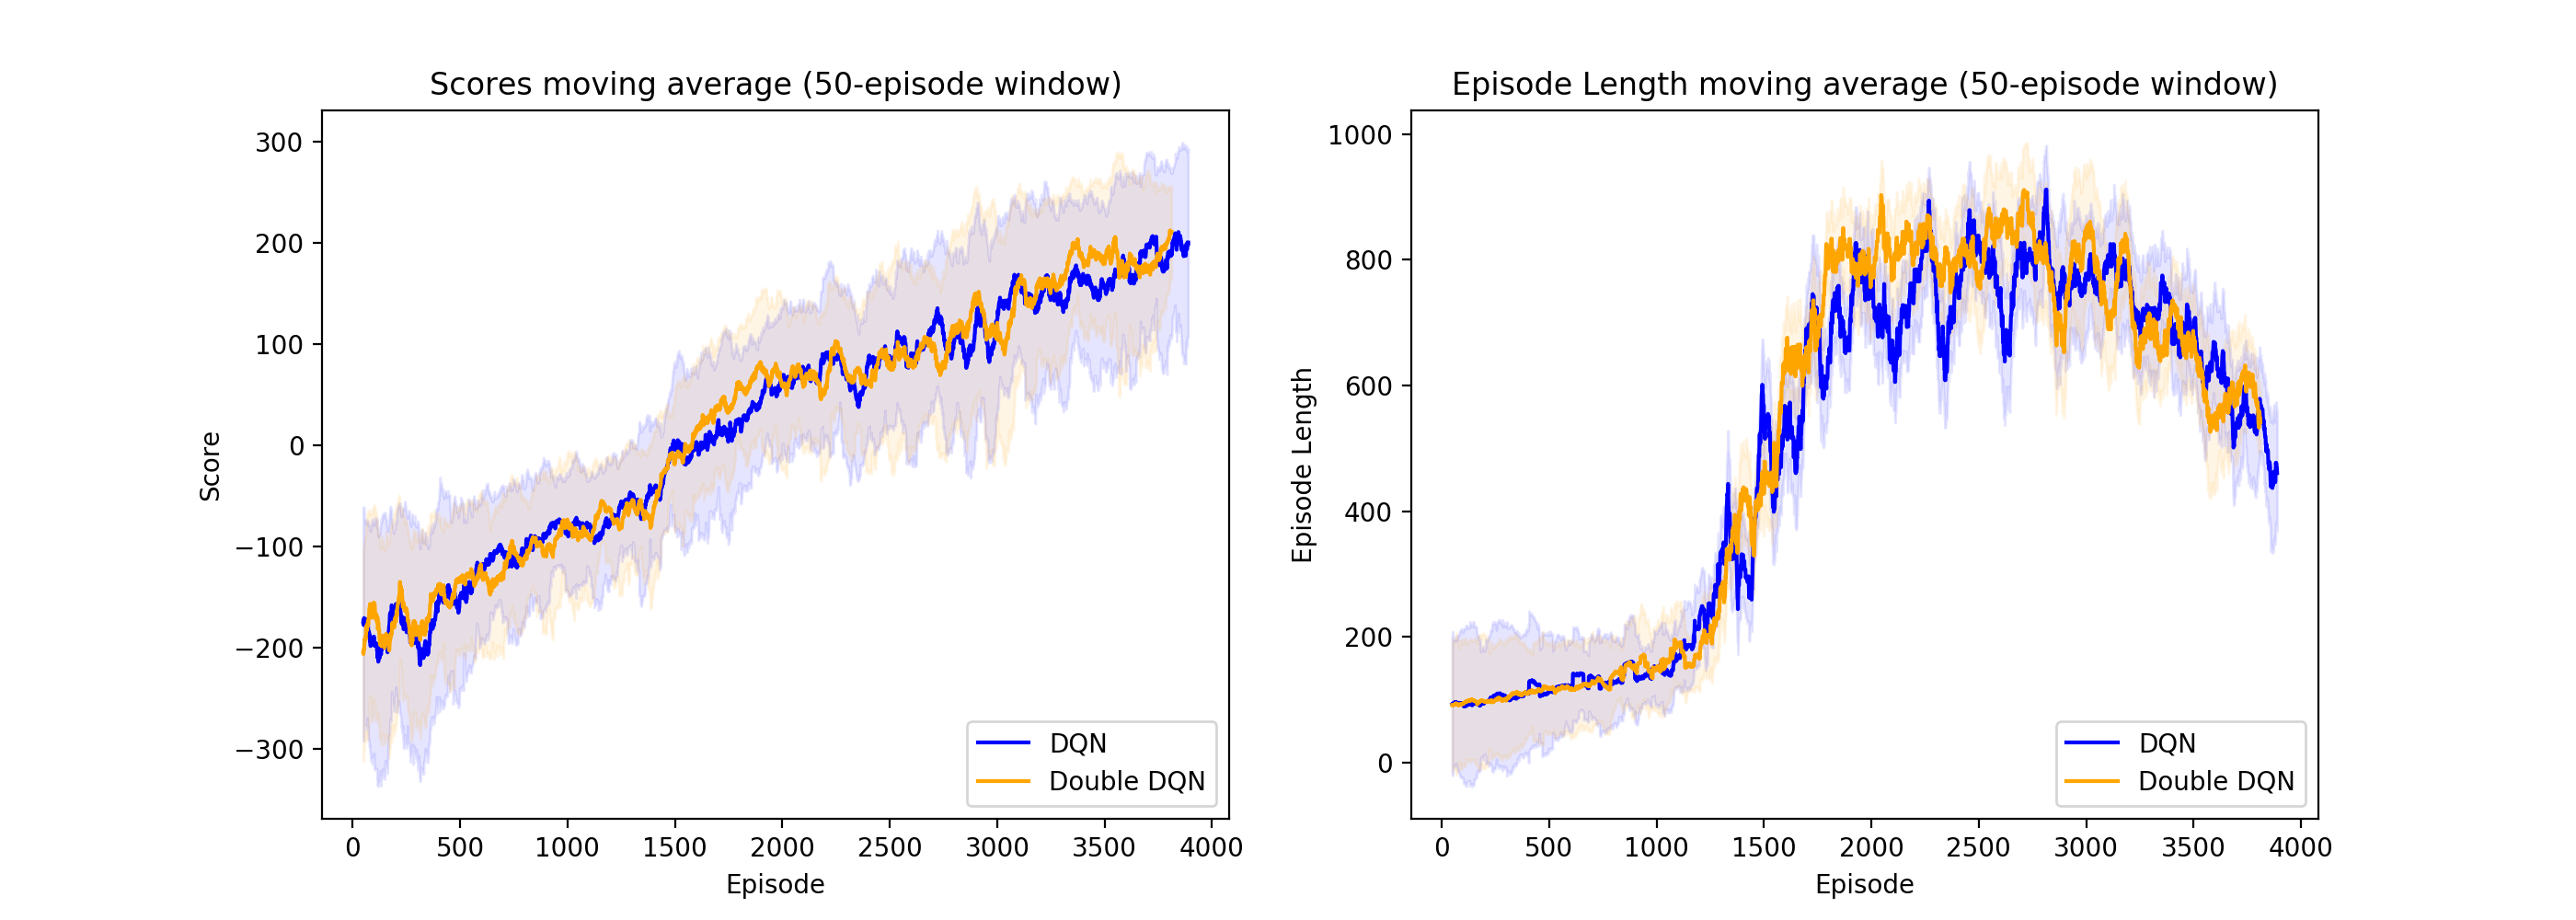 Scores moving average (50-episode window)
300
200
100
0
−100
−200
−300
Score
0 500 1000 1500 2000 2500 3000 3500 4000
Episode
DQN
Double DQN
Episode Length moving average (50-episode window)
1000
800
600
400
200
0
Episode Length
0 500 1000 1500 2000 2500 3000 3500 4000
Episode
DQN
Double DQN